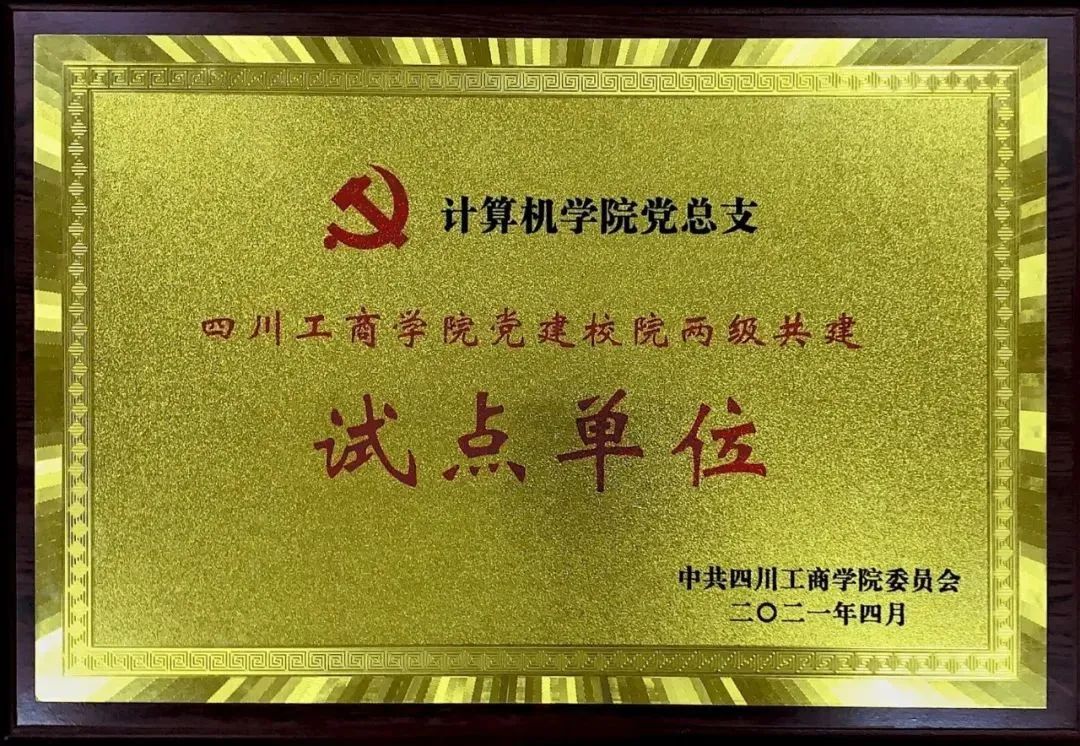 计算机学院党总支
四川工商学院党建校院两级共建
试点单位
中共四川工商学院委员会
二〇二一年四月